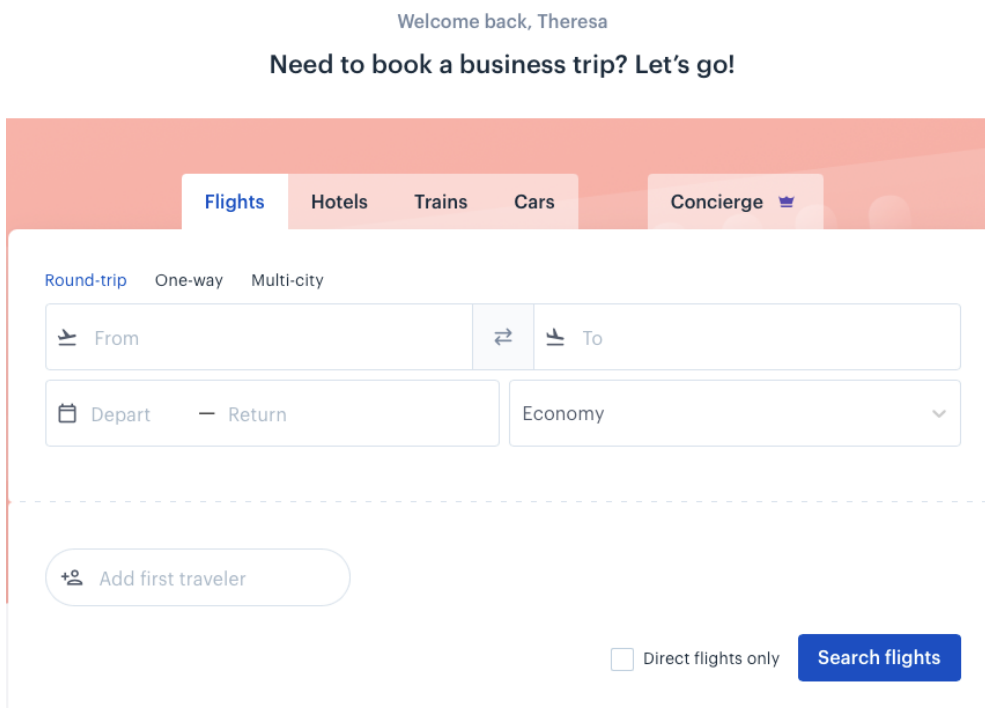 Welcome back, Theresa
Need to book a business trip? Let's go!
Flights Hotels Trains Cars Concierge
Round-trip One-way Multi-city
From To
Depart — Return Economy
Add first traveler
Direct flights only Search flights